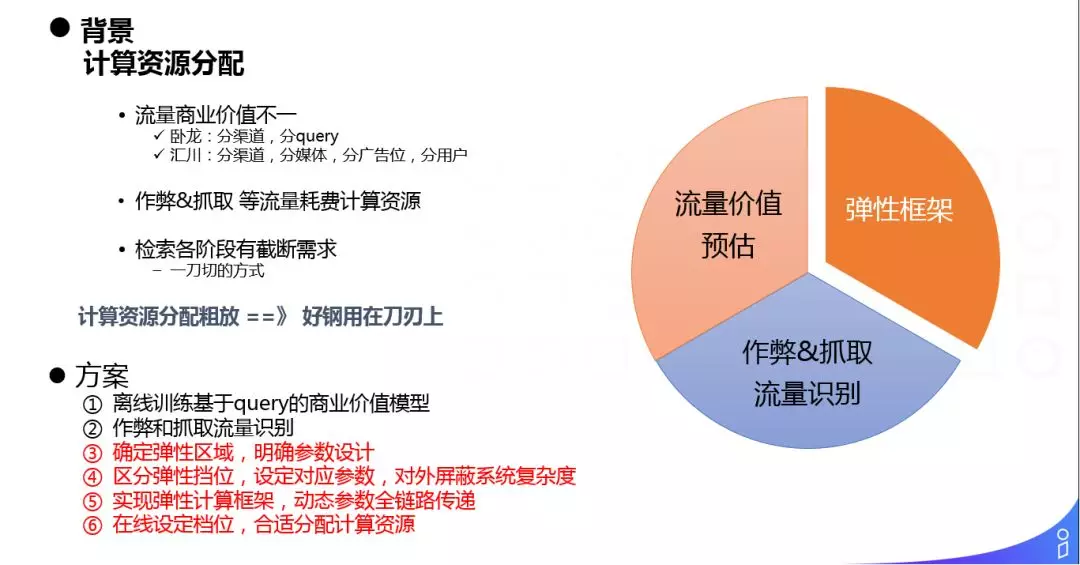 ● 背景
计算资源分配
• 流量商业价值不一
✓ 卧龙：分渠道，分query
✓ 汇川：分渠道，分媒体，分广告位，分用户
• 作弊&抓取 等流量耗费计算资源
• 检索各阶段有截断需求
– 一刀切的方式
计算资源分配粗放 ==》 好钢用在刀刃上
● 方案
① 离线训练基于query的商业价值模型
② 作弊和抓取流量识别
③ 确定弹性区域，明确参数设计
④ 区分弹性挡位，设定对应参数，对外屏蔽系统复杂度
⑤ 实现弹性计算框架，动态参数全链路传递
⑥ 在线设定档位，合适分配计算资源
流量价值
预估
弹性框架
作弊&抓取
流量识别